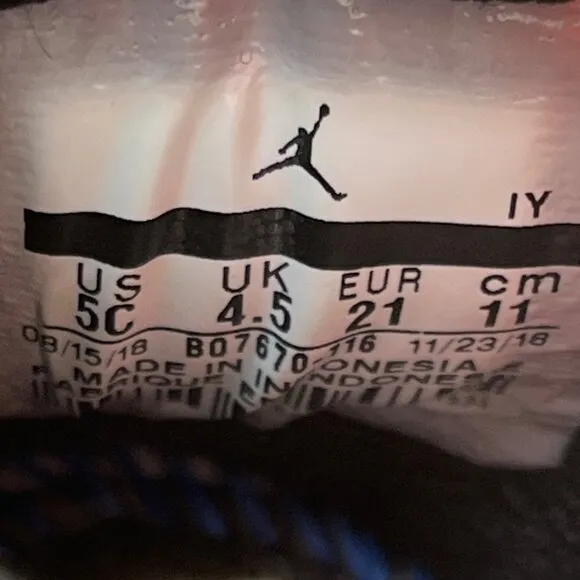 IY
US UK EUR cm
5C 4.5 21 11
08/15/18 BO7670 116 11/23/18
MADE IN INDONESIA